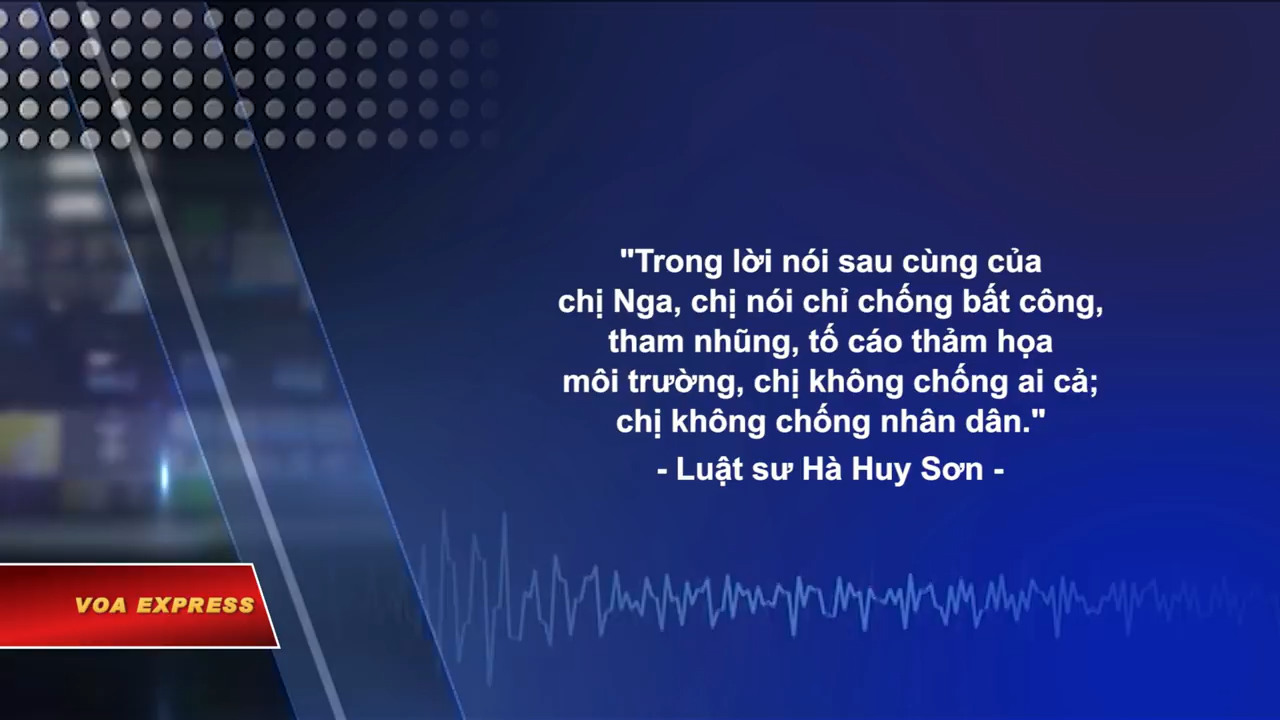 "Trong lời nói sau cùng của
chị Nga, chị nói chỉ chống bất công,
tham nhũng, tố cáo thảm họa
môi trường, chị không chống ai cả;
chị không chống nhân dân."
- Luật sư Hà Huy Sơn -
VOA EXPRESS